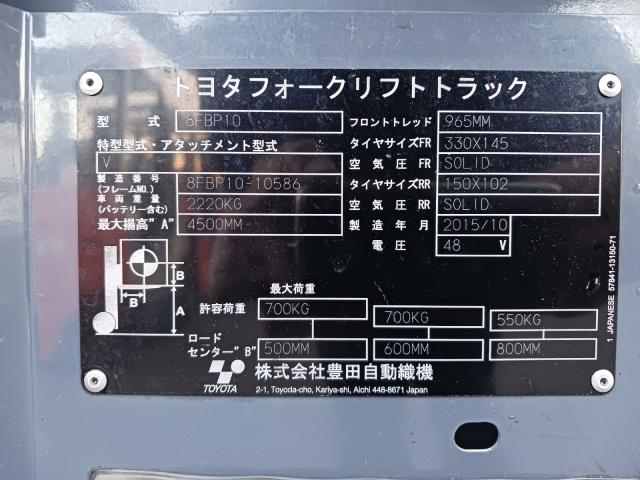 トヨタフォークリフトトラック
型 式 8FBP10 フロントトレッド 965MM
特型型式・アタッチメント型式 タイヤサイズFR 330X145
V 空 気 圧 FR SOLID
製造番号 (フレームNO.) 8FBP10-10586 タイヤサイズRR 150X102
車両重量 (バッテリー含む) 2220KG 空 気 圧 RR SOLID
最大揚高"A" 4500MM 製 造 年 月 2015/10
電 圧 48 V
B
B A
最大荷重
許容荷重 700KG 700KG 550KG
ロード
センター"B" 500MM 600MM 800MM
TOYOTA 株式会社豊田自動織機
2-1, Toyoda-cho, Kariya-shi, Aichi 448-8671 Japan
1 JAPANESE 57841-13150-71